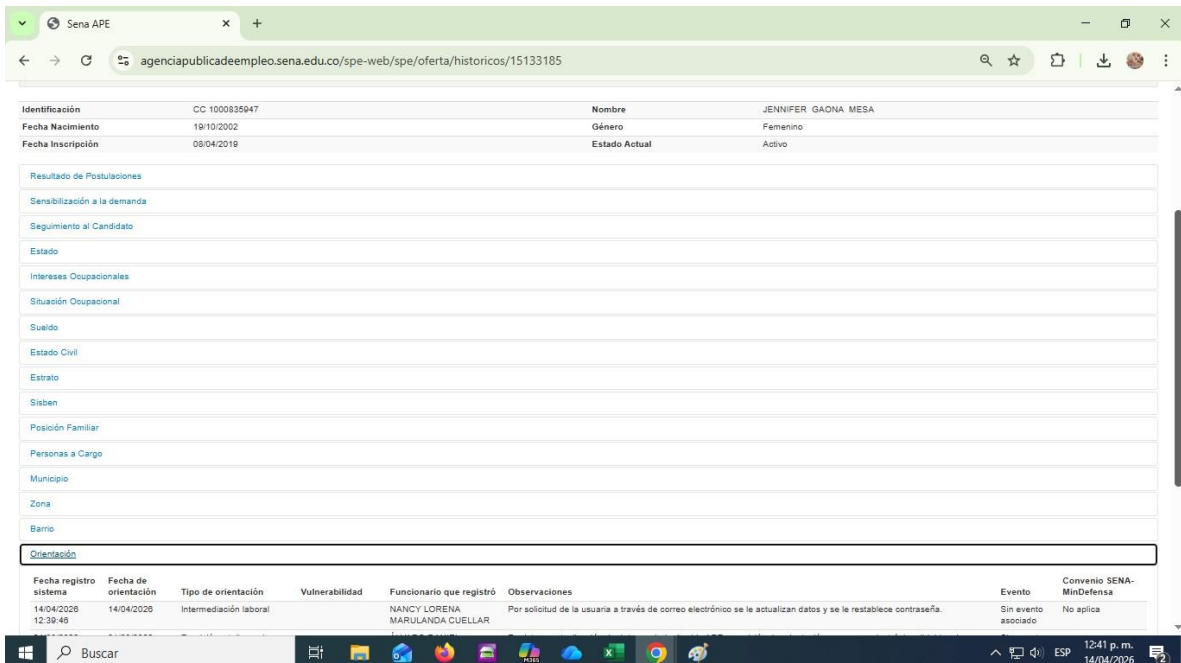 Sena APE
agenciapublicadeempleo.sena.edu.co/spe-web/spe/oferta/historicos/15133185
Identificación CC 1000835947 Nombre JENNIFER GAONA MESA
Fecha Nacimiento 19/10/2002 Género Femenino
Fecha Inscripción 08/04/2019 Estado Actual Activo
Resultado de Postulaciones
Sensibilización a la demanda
Seguimiento al Candidato
Estado
Intereses Ocupacionales
Situación Ocupacional
Sueldo
Estado Civil
Estrato
Sisben
Posición Familiar
Personas a Cargo
Municipio
Zona
Barrio
Orientación
Fecha registro sistema Fecha de orientación Tipo de orientación Vulnerabilidad Funcionario que registró Observaciones Evento Convenio SENA-MinDefensa
14/04/2026 12:39:46 14/04/2026 Intermediación laboral NANCY LORENA MARULANDA CUELLAR Por solicitud de la usuaria a través de correo electrónico se le actualizan datos y se le restablece contraseña. Sin evento asociado No aplica
Buscar
M365
ESP
12:41 p. m.
14/04/2026